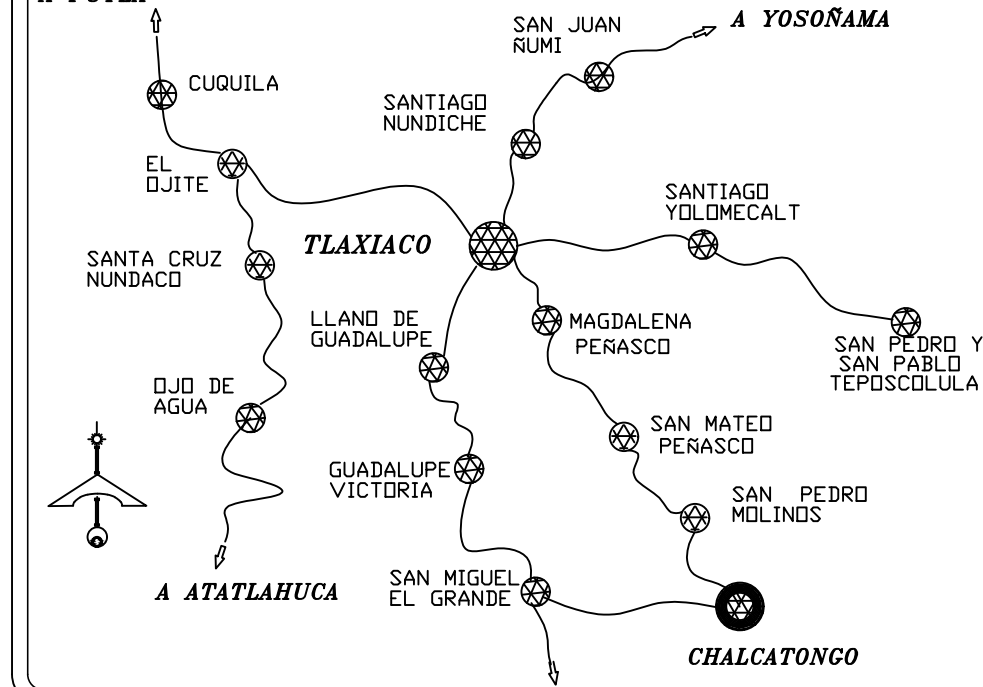 SAN JUAN
ÑUMI
A YOSOÑAMA
CUQUILA
SANTIAGO
NUNDICHE
EL
OJITE
SANTIAGO
YOLOMECALT
TLAXIACO
SANTA CRUZ
NUNDACO
LLANO DE
GUADALUPE
MAGDALENA
PEÑASCO
SAN PEDRO Y
SAN PABLO
TEPOSCOLULA
OJO DE
AGUA
SAN MATEO
PEÑASCO
GUADALUPE
VICTORIA
SAN PEDRO
MOLINOS
SAN MIGUEL
EL GRANDE
A ATATLAHUCA
CHALCATONGO